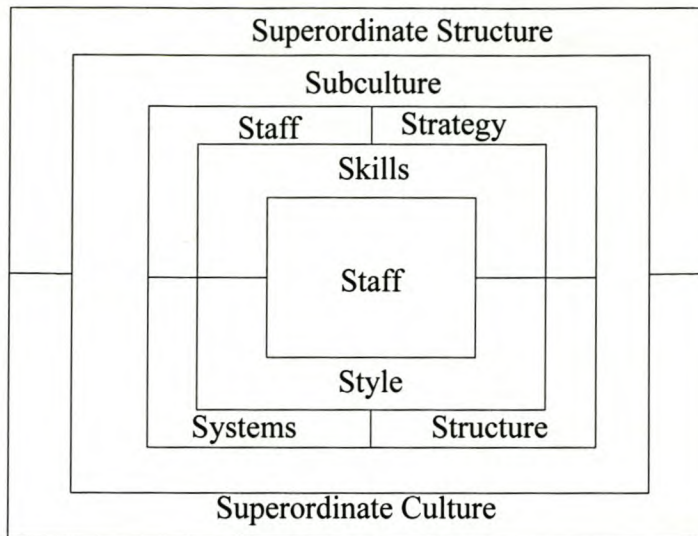 Superordinate Structure
Subculture
Staff Strategy
Skills
Staff
Style
Systems Structure
Superordinate Culture